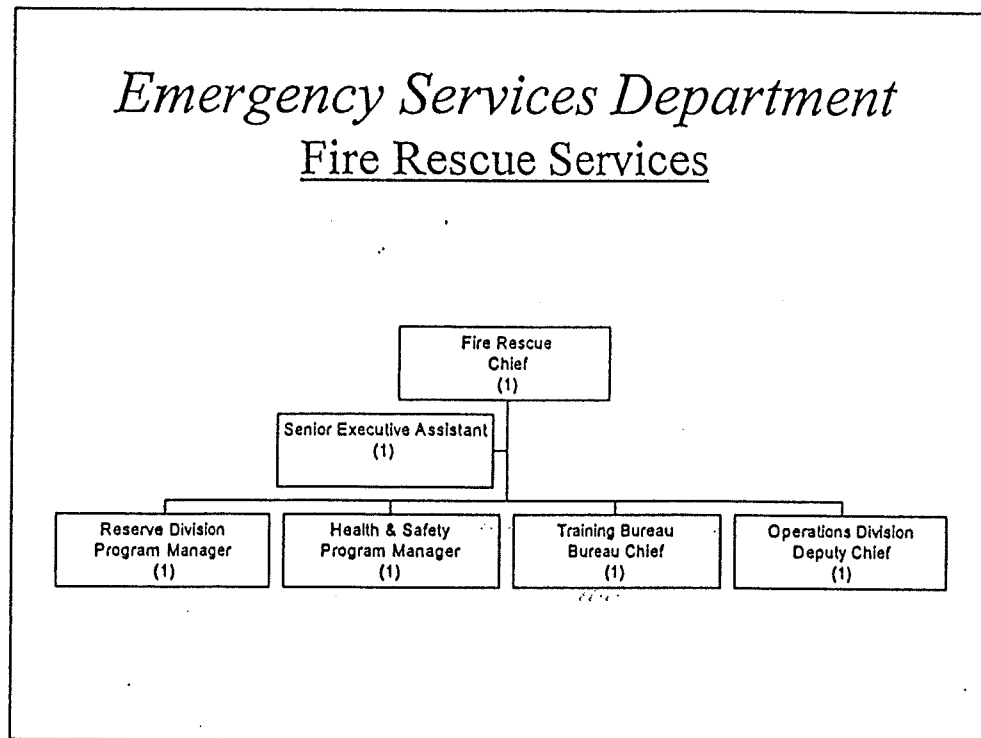 Emergency Services Department
Fire Rescue Services
Fire Rescue
Chief
(1)
Senior Executive Assistant
(1)
Reserve Division
Program Manager
(1)
Health & Safety
Program Manager
(1)
Training Bureau
Bureau Chief
(1)
Operations Division
Deputy Chief
(1)